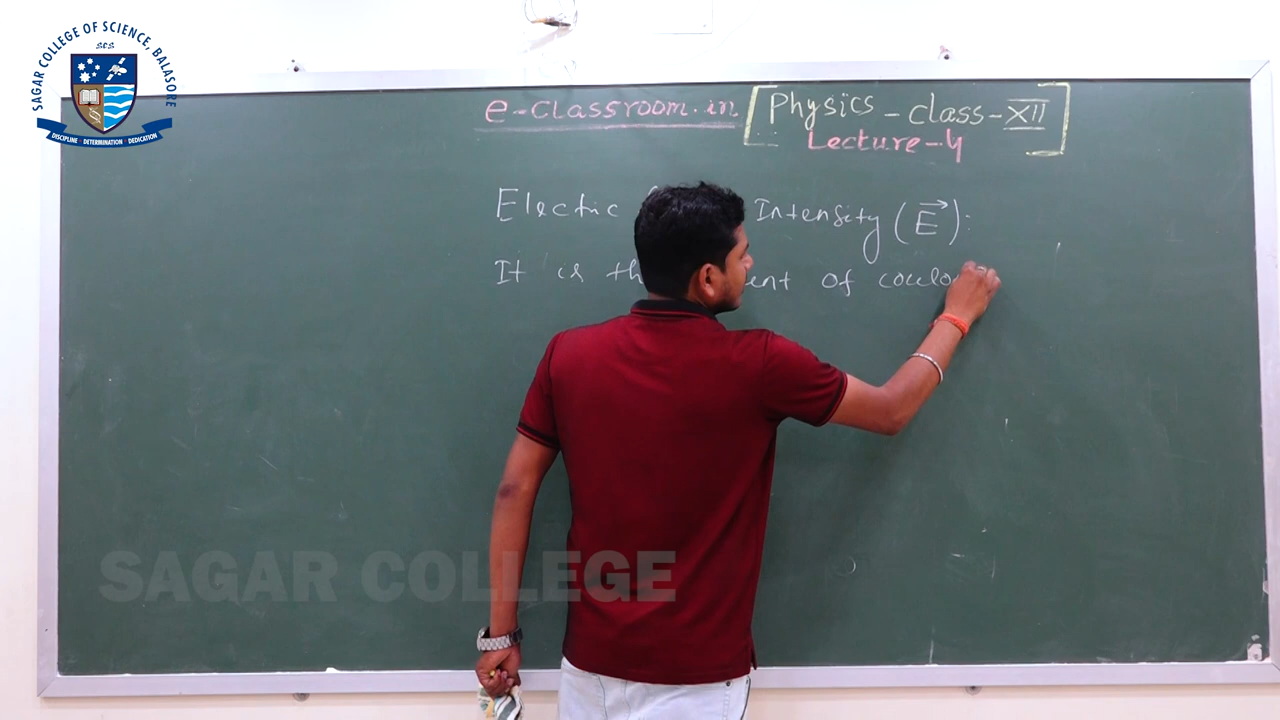 SAGAR COLLEGE OF SCIENCE, BALASORE
SCS
DISCIPLINE DETERMINATION DEDICATION
e-classroom.in
Physics - class - XII
Lecture-4
Electric Intensity (E→):
It is the ent of coulo
SAGAR COLLEGE